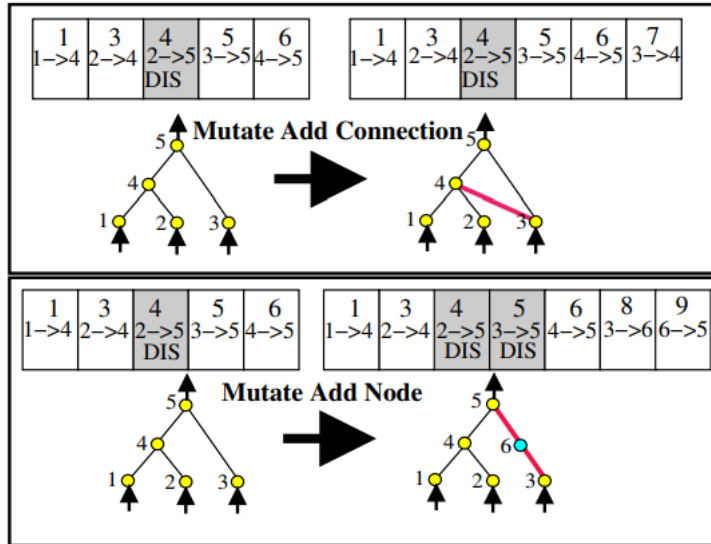 1 3 4 5 6
1->4 2->4 2->5 3->5 4->5
DIS
1 3 4 5 6 7
1->4 2->4 2->5 3->5 4->5 3->4
DIS
Mutate Add Connection
5
4
1 2 3
5
4
1 2 3
1 3 4 5 6
1->4 2->4 2->5 3->5 4->5
DIS
1 3 4 5 6 8 9
1->4 2->4 2->5 3->5 4->5 3->6 6->5
DIS DIS
Mutate Add Node
5
4
1 2 3
5
4 6
1 2 3